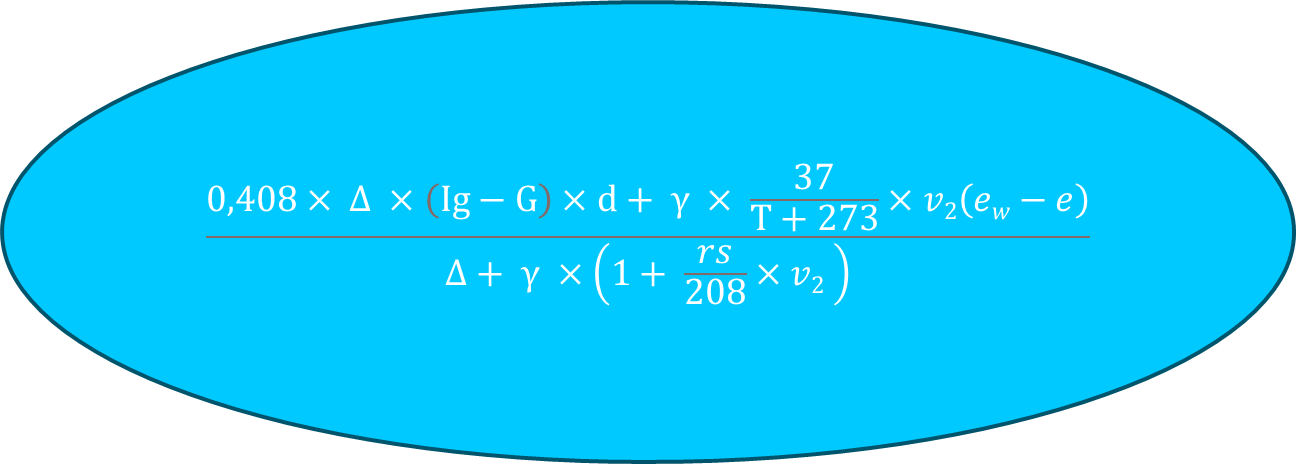 0,408 × Δ × (Ig − G) × d + γ × 37/(T + 273) × v₂(e_w − e)
Δ + γ × (1 + rs/208 × v₂)